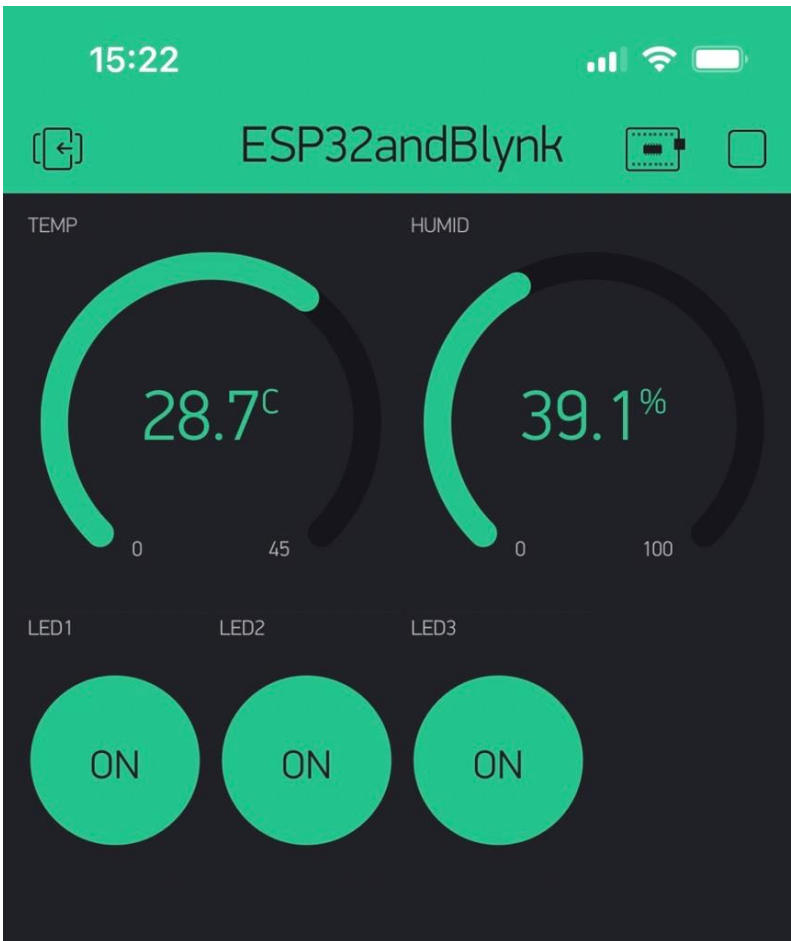 15:22
ESP32andBlynk
TEMP HUMID
28.7C 39.1%
0 45 0 100
LED1 LED2 LED3
ON ON ON